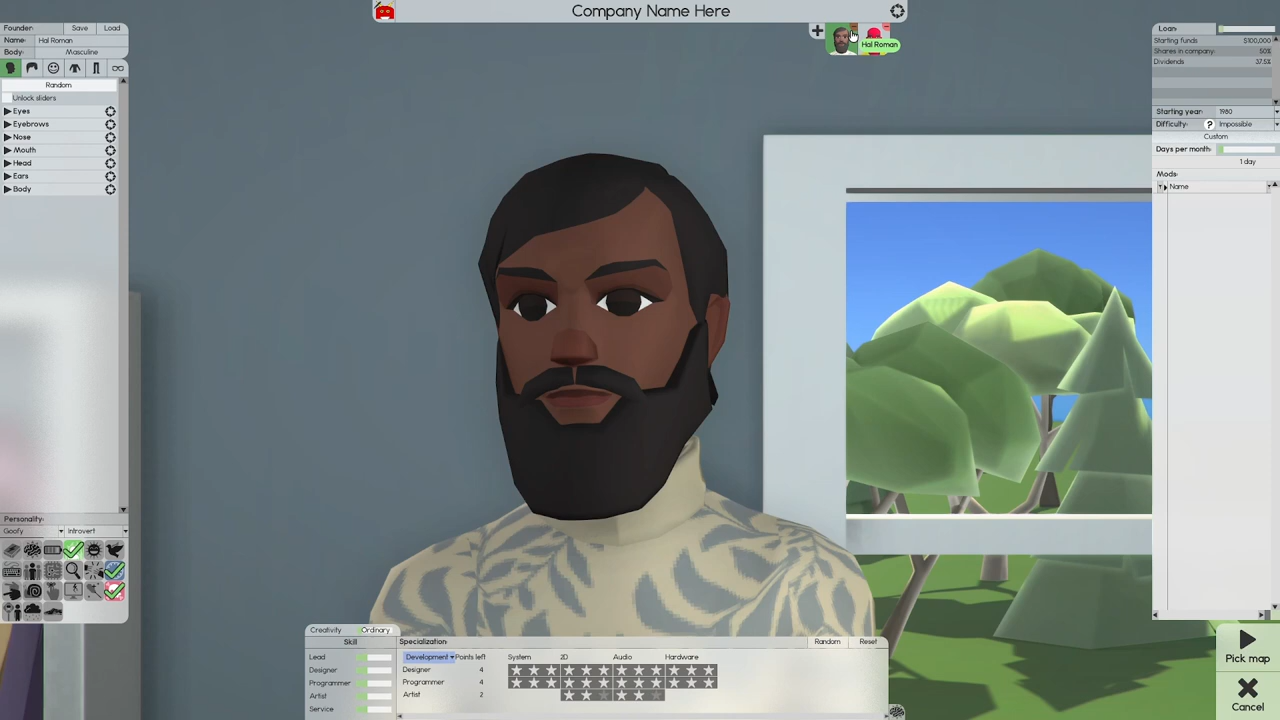 Company Name Here
Founder: Save Load
Name: Hal Roman
Body: Masculine
Random
Unlock sliders
Eyes
Eyebrows
Nose
Mouth
Head
Ears
Body
Personality:
Goofy Introvert
Hal Roman
Loan:
Starting funds $100,000
Shares in company: 50%
Dividends 37.5%
Starting year: 1980
Difficulty: ? Impossible
Custom
Days per month:
1 day
Mods:
Name
Creativity Ordinary
Skill
Lead
Designer
Programmer
Artist
Service
Specialization: Random Reset
Development Points left System 2D Audio Hardware
Designer 4
Programmer 4
Artist 2
Pick map
Cancel